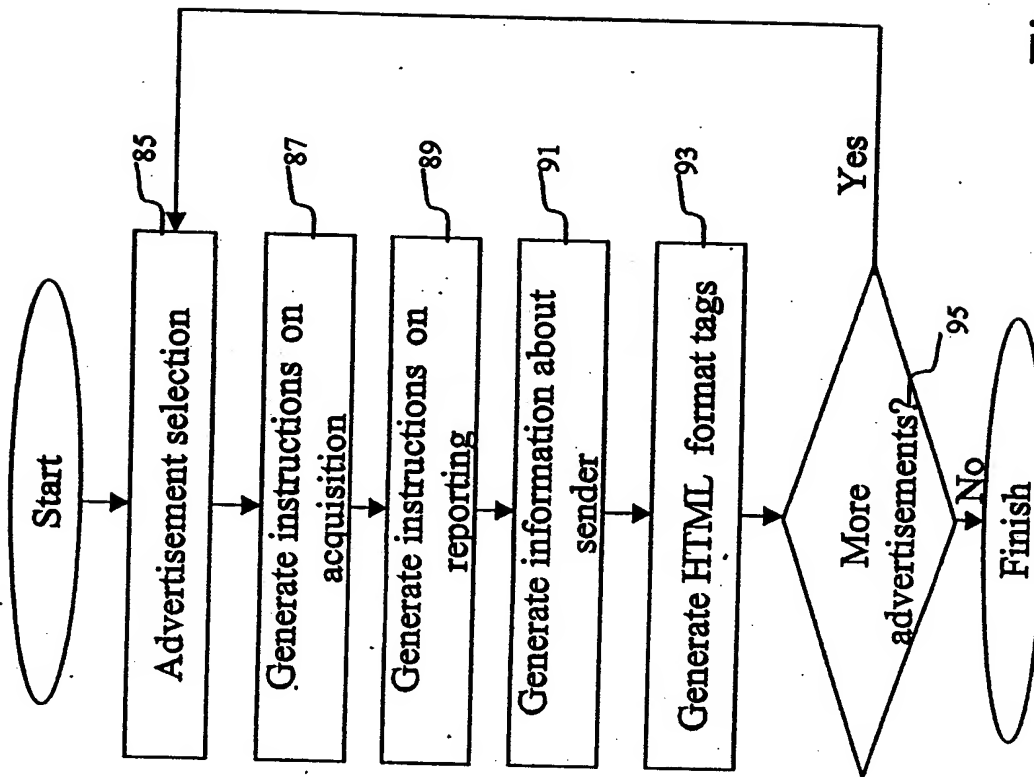 Start
Advertisement selection
85
Generate instructions on
acquisition
87
Generate instructions on
reporting
89
Generate information about
sender
91
Generate HTML format tags
93
More
advertisements?
95
Yes
No
Finish